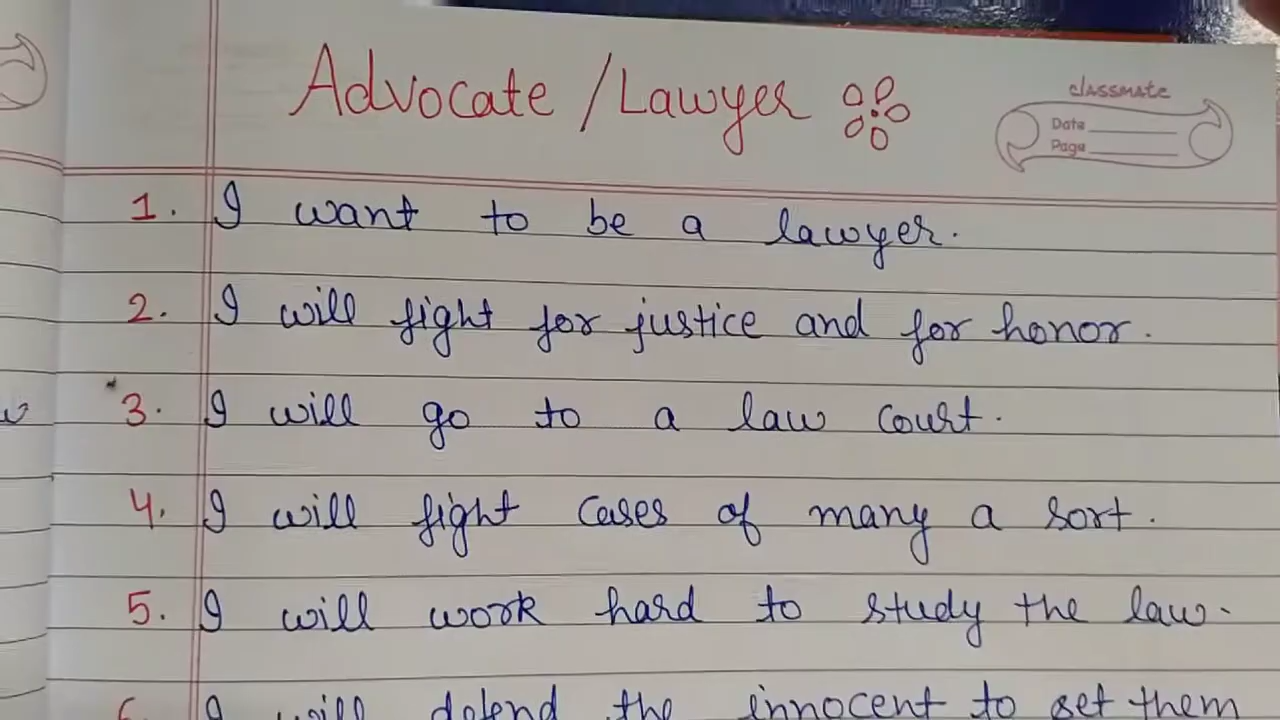 Advocate / Lawyer
classmate
Date
Page
1. I want to be a lawyer.
2. I will fight for justice and for honor.
3. I will go to a law court.
4. I will fight cases of many a sort.
5. I will work hard to study the law.
6. I will defend the innocent to set them